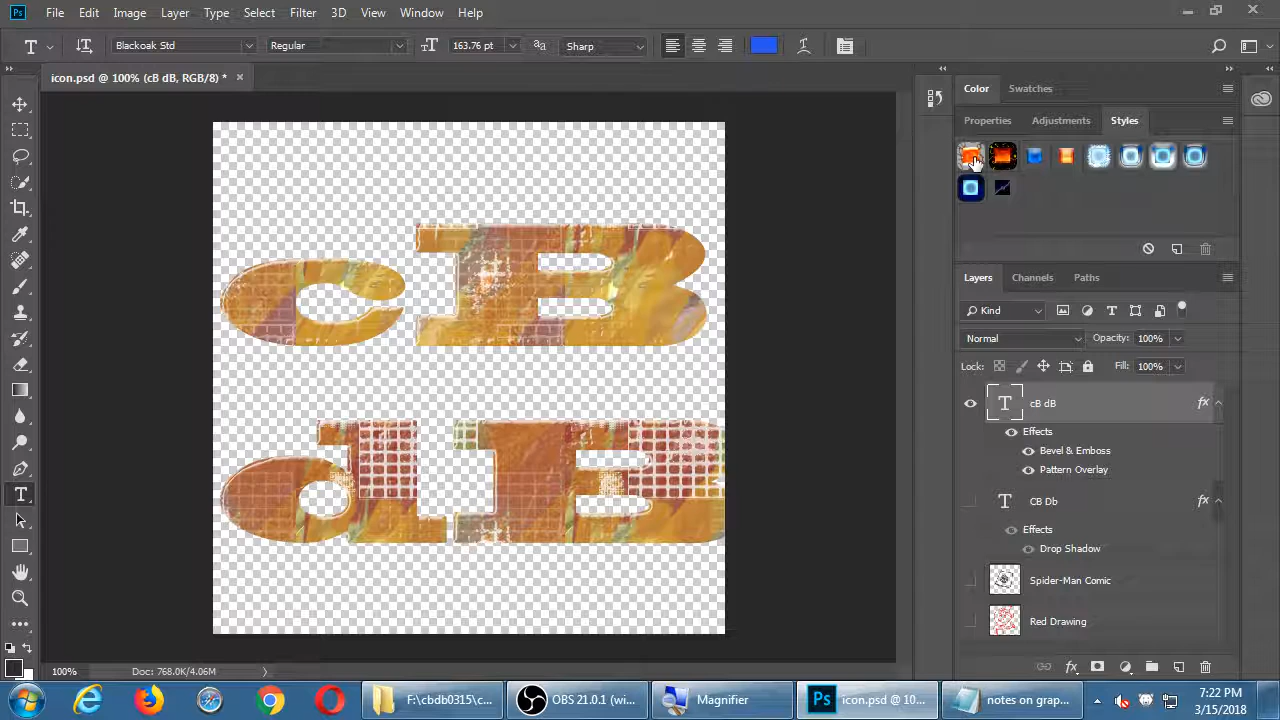 Ps File Edit Image Layer Type Select Filter 3D View Window Help
T Blackoak Std Regular 163.76 pt Sharp
icon.psd @ 100% (cB dB, RGB/8) * ×
Color Swatches
Properties Adjustments Styles
cB
dB
Layers Channels Paths
Kind
Normal Opacity: 100%
Lock: Fill: 100%
T cB dB fx
Effects
Bevel & Emboss
Pattern Overlay
T CB Db fx
Effects
Drop Shadow
Spider-Man Comic
Red Drawing
100% Doc: 768.0K/4.06M
F:\cbdb0315\c... OBS 21.0.1 (wi... Magnifier Ps icon.psd @ 10... notes on grap...
7:22 PM
3/15/2018